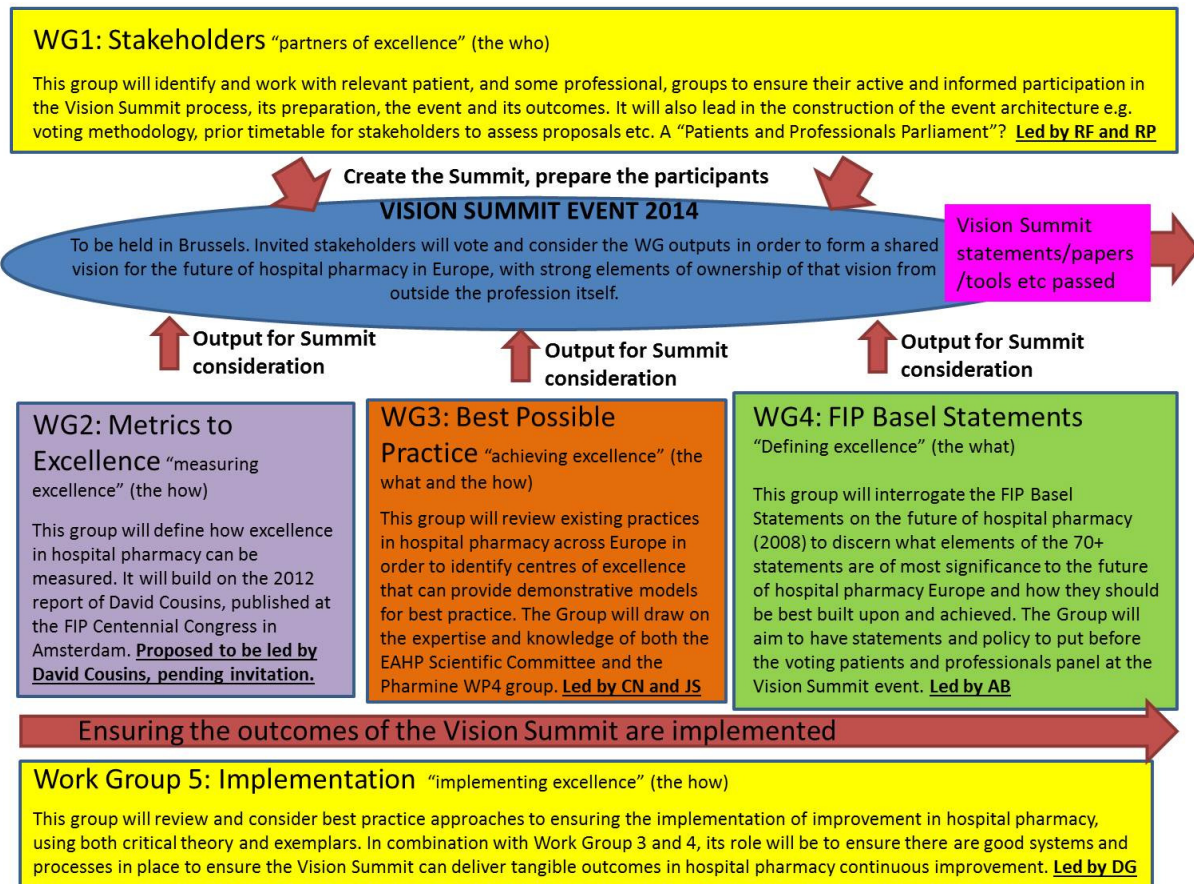 WG1: Stakeholders "partners of excellence" (the who)
This group will identify and work with relevant patient, and some professional, groups to ensure their active and informed participation in
the Vision Summit process, its preparation, the event and its outcomes. It will also lead in the construction of the event architecture e.g.
voting methodology, prior timetable for stakeholders to assess proposals etc. A "Patients and Professionals Parliament"? Led by RF and RP
Create the Summit, prepare the participants
VISION SUMMIT EVENT 2014
To be held in Brussels. Invited stakeholders will vote and consider the WG outputs in order to form a shared
vision for the future of hospital pharmacy in Europe, with strong elements of ownership of that vision from
outside the profession itself.
Vision Summit
statements/papers
/tools etc passed
Output for Summit
consideration
Output for Summit
consideration
Output for Summit
consideration
WG2: Metrics to
Excellence "measuring
excellence" (the how)
This group will define how excellence
in hospital pharmacy can be
measured. It will build on the 2012
report of David Cousins, published at
the FIP Centennial Congress in
Amsterdam. Proposed to be led by
David Cousins, pending invitation.
WG3: Best Possible
Practice "achieving excellence" (the
what and the how)
This group will review existing practices
in hospital pharmacy across Europe in
order to identify centres of excellence
that can provide demonstrative models
for best practice. The Group will draw on
the expertise and knowledge of both the
EAHP Scientific Committee and the
Pharmine WP4 group. Led by CN and JS
WG4: FIP Basel Statements
"Defining excellence" (the what)
This group will interrogate the FIP Basel
Statements on the future of hospital pharmacy
(2008) to discern what elements of the 70+
statements are of most significance to the future
of hospital pharmacy Europe and how they should
be best built upon and achieved. The Group will
aim to have statements and policy to put before
the voting patients and professionals panel at the
Vision Summit event. Led by AB
Ensuring the outcomes of the Vision Summit are implemented
Work Group 5: Implementation "implementing excellence" (the how)
This group will review and consider best practice approaches to ensuring the implementation of improvement in hospital pharmacy,
using both critical theory and exemplars. In combination with Work Group 3 and 4, its role will be to ensure there are good systems and
processes in place to ensure the Vision Summit can deliver tangible outcomes in hospital pharmacy continuous improvement. Led by DG